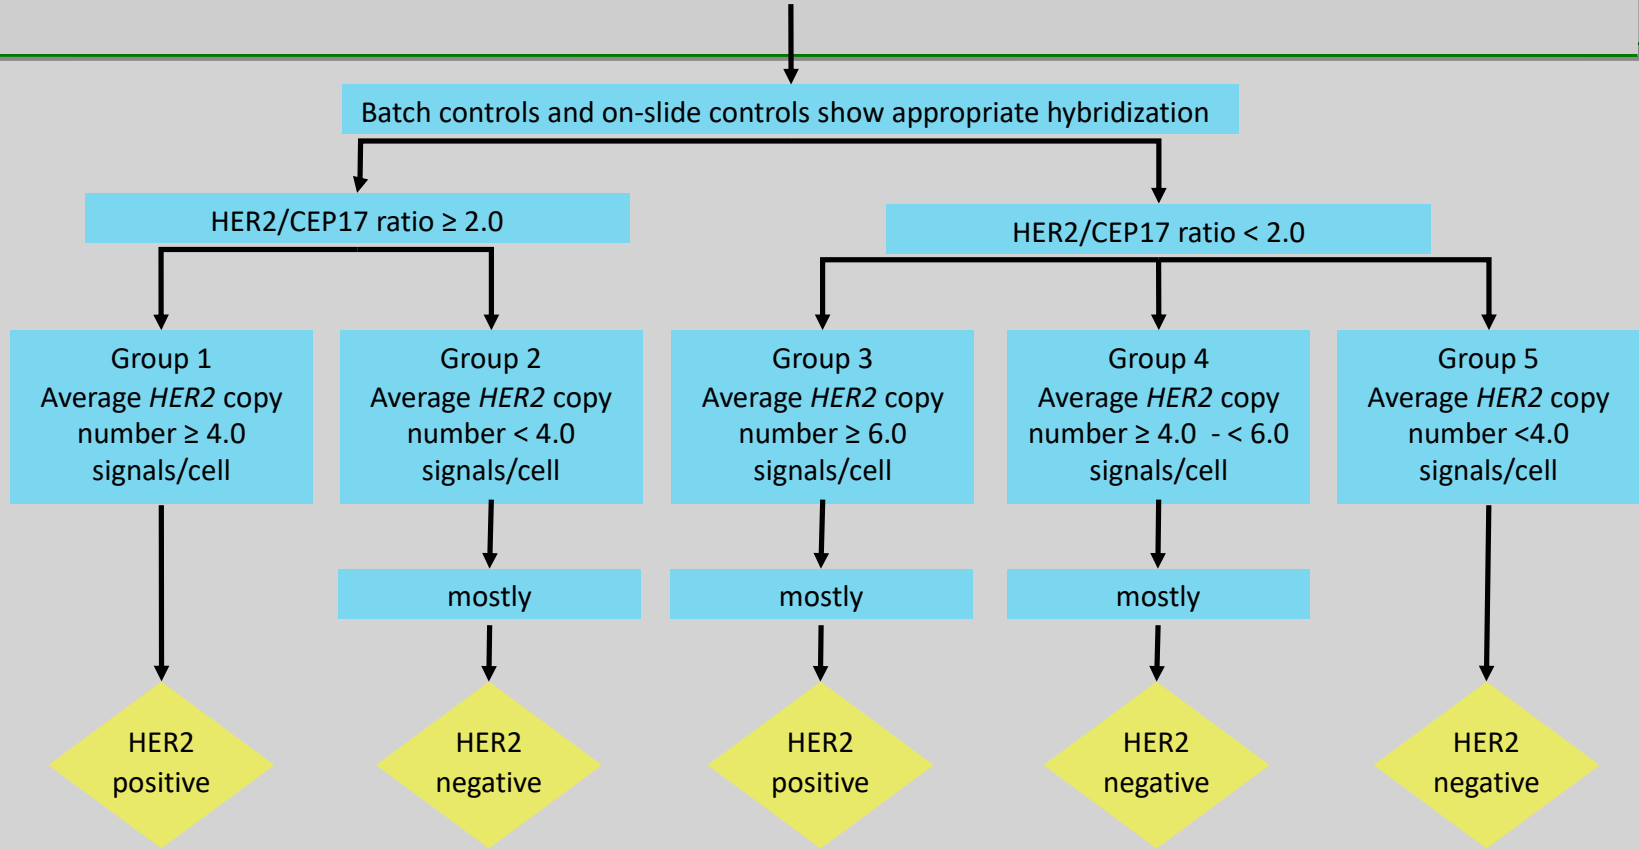 Batch controls and on-slide controls show appropriate hybridization
HER2/CEP17 ratio ≥ 2.0
HER2/CEP17 ratio < 2.0
Group 1
Average HER2 copy
number ≥ 4.0
signals/cell
Group 2
Average HER2 copy
number < 4.0
signals/cell
Group 3
Average HER2 copy
number ≥ 6.0
signals/cell
Group 4
Average HER2 copy
number ≥ 4.0 - < 6.0
signals/cell
Group 5
Average HER2 copy
number <4.0
signals/cell
mostly
mostly
mostly
HER2
positive
HER2
negative
HER2
positive
HER2
negative
HER2
negative